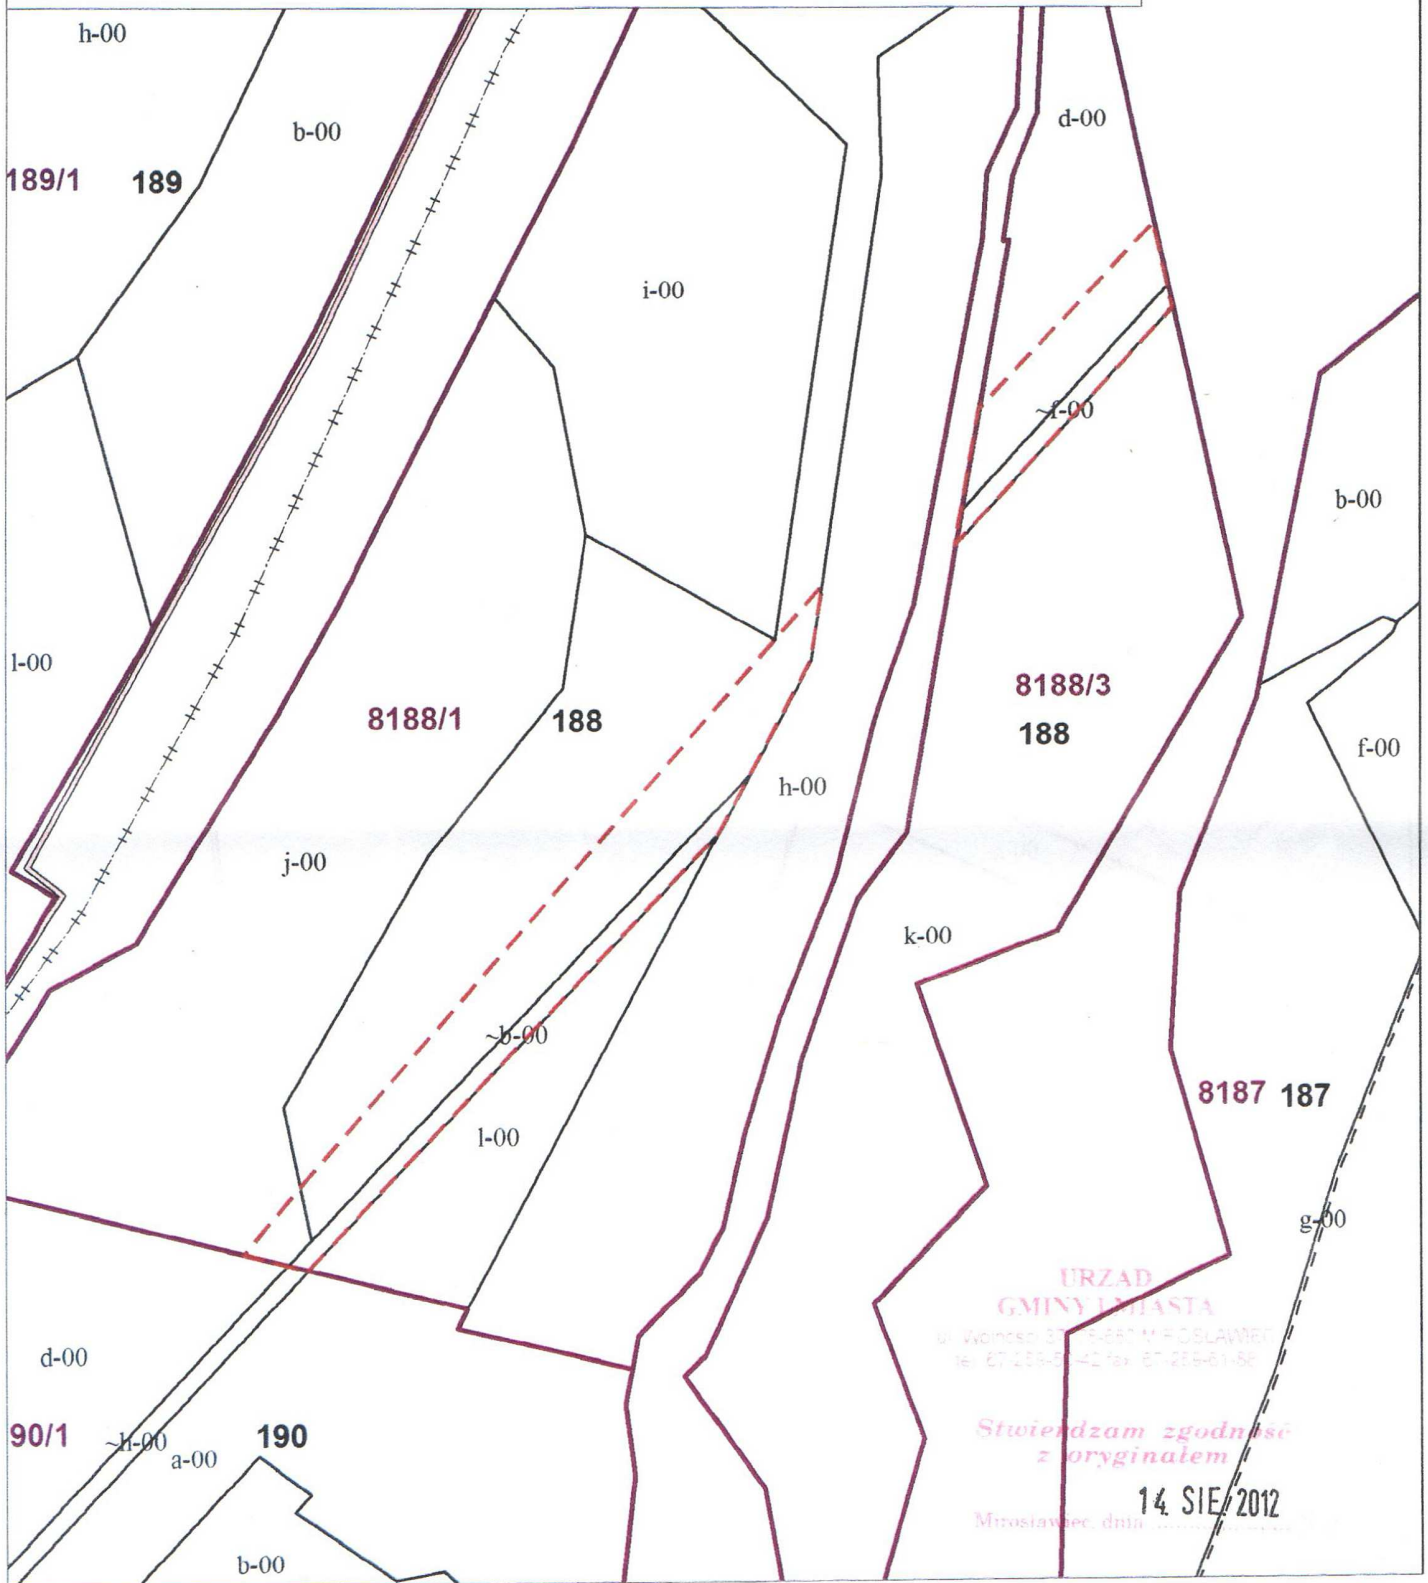 h-00
b-00
d-00
189/1 189
i-00
~f-00
b-00
l-00
8188/3
8188/1 188
188
f-00
h-00
j-00
k-00
~b-00
8187 187
l-00
g-00
URZĄD
GMINY I MIASTA
d-00
Stwierdzam zgodność
z oryginałem
90/1 ~h-00 190
a-00
14. SIE. 2012
Mirosławiec, dnia
b-00